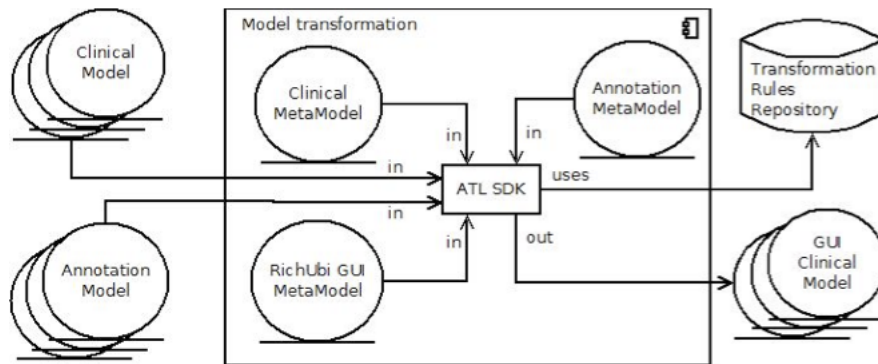 Model transformation
Clinical
Model
Clinical
MetaModel
Annotation
MetaModel
Transformation
Rules
Repository
in
in
in
ATL SDK
uses
in
in
out
Annotation
Model
RichUbi GUI
MetaModel
GUI
Clinical
Model